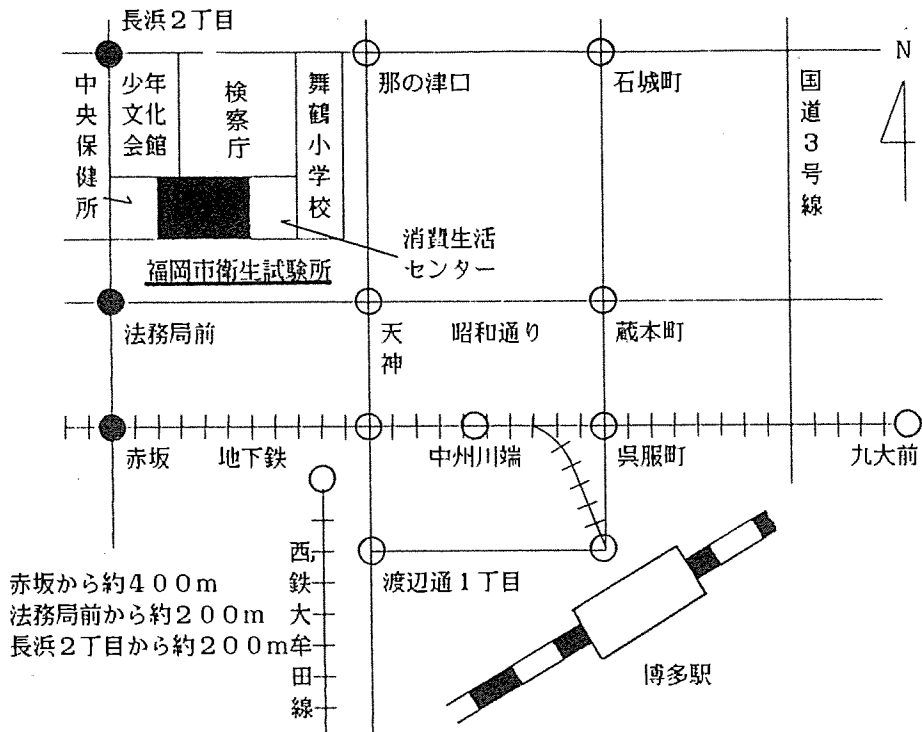 長浜２丁目
N
中央保健所
少年文化会館
検察庁
舞鶴小学校
那の津口
石城町
国道３号線
消費生活
センター
福岡市衛生試験所
法務局前
天神
昭和通り
蔵本町
赤坂
地下鉄
中州川端
呉服町
九大前
西鉄大牟田線
渡辺通１丁目
赤坂から約４００ｍ
法務局前から約２００ｍ
長浜２丁目から約２００ｍ
博多駅